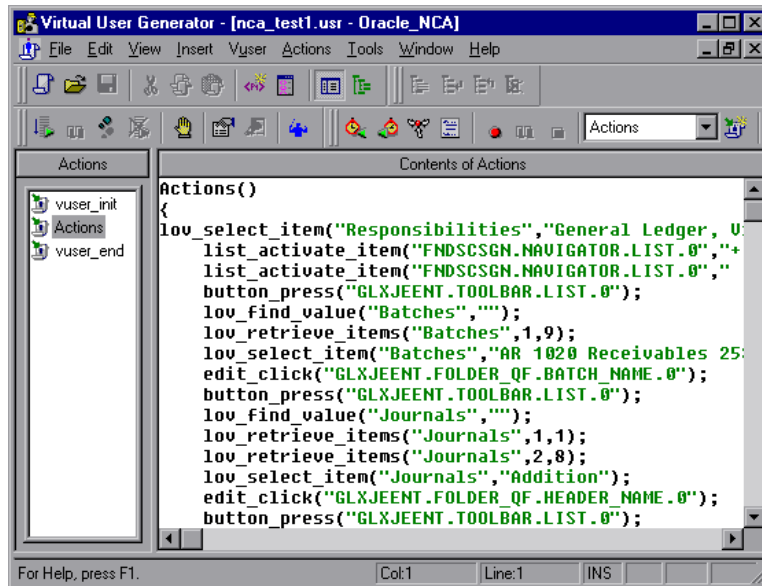 Virtual User Generator - [nca_test1.usr - Oracle_NCA]
File Edit View Insert Vuser Actions Tools Window Help
Actions
Actions
Contents of Actions
vuser_init
Actions
vuser_end
Actions()
{
lov_select_item("Responsibilities","General Ledger,
list_activate_item("FNDSCSGN.NAVIGATOR.LIST.0","+
list_activate_item("FNDSCSGN.NAVIGATOR.LIST.0","
button_press("GLXJEENT.TOOLBAR.LIST.0");
lov_find_value("Batches","");
lov_retrieve_items("Batches",1,9);
lov_select_item("Batches","AR 1020 Receivables 25
edit_click("GLXJEENT.FOLDER_QF.BATCH_NAME.0");
button_press("GLXJEENT.TOOLBAR.LIST.0");
lov_find_value("Journals","");
lov_retrieve_items("Journals",1,1);
lov_retrieve_items("Journals",2,8);
lov_select_item("Journals","Addition");
edit_click("GLXJEENT.FOLDER_QF.HEADER_NAME.0");
button_press("GLXJEENT.TOOLBAR.LIST.0");
For Help, press F1.
Col:1
Line:1
INS